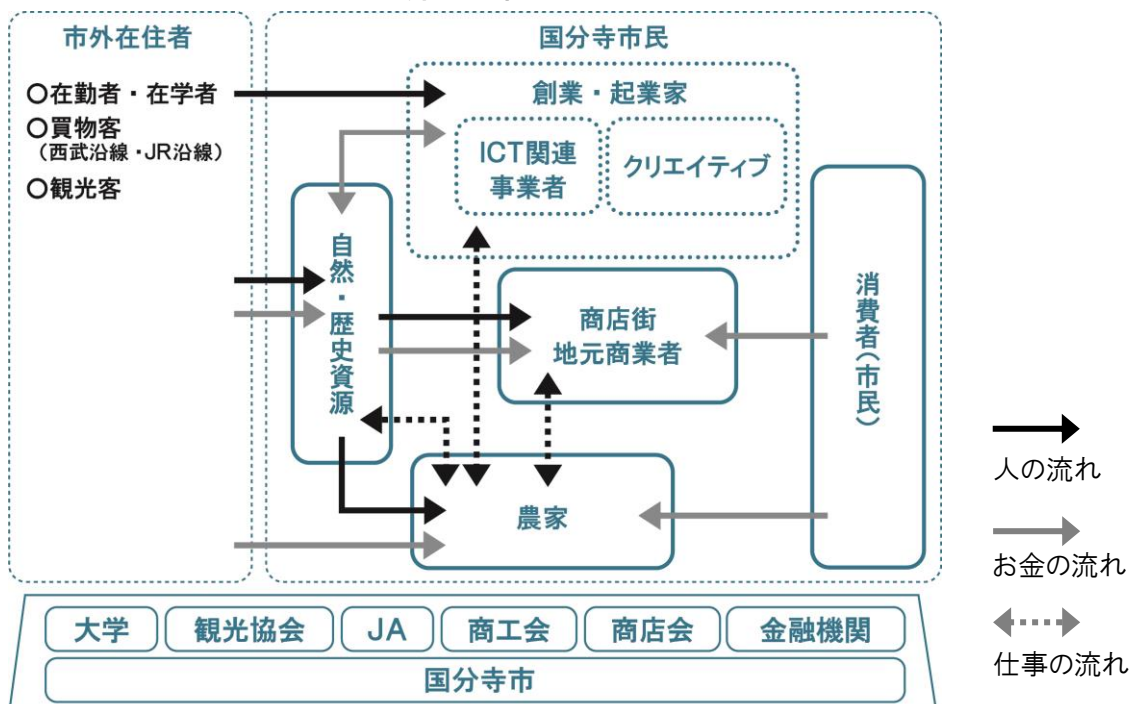 市外在住者
○在勤者・在学者
○買物客
（西武沿線・JR沿線）
○観光客
国分寺市民
創業・起業家
ICT関連
事業者
クリエイティブ
自然・歴史資源
商店街
地元商業者
農家
消費者（市民）
人の流れ
お金の流れ
仕事の流れ
大学
観光協会
JA
商工会
商店会
金融機関
国分寺市